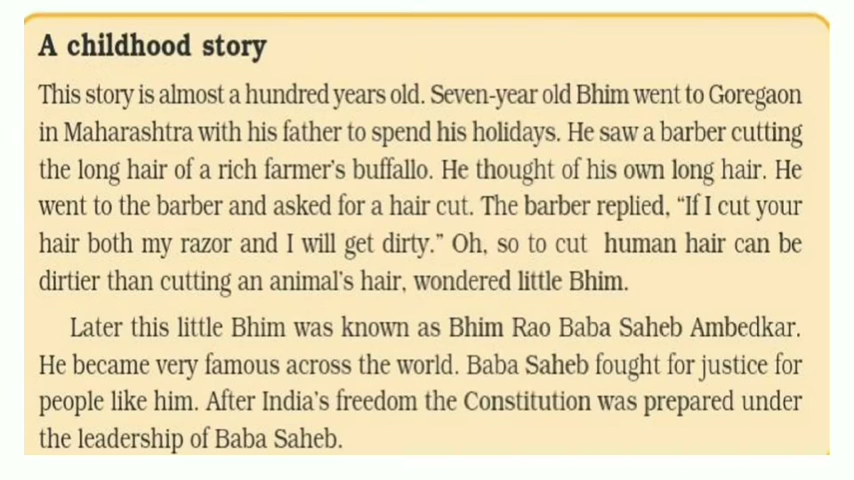 A childhood story
This story is almost a hundred years old. Seven-year old Bhim went to Goregaon
in Maharashtra with his father to spend his holidays. He saw a barber cutting
the long hair of a rich farmer's buffallo. He thought of his own long hair. He
went to the barber and asked for a hair cut. The barber replied, “If I cut your
hair both my razor and I will get dirty.” Oh, so to cut human hair can be
dirtier than cutting an animal's hair, wondered little Bhim.
Later this little Bhim was known as Bhim Rao Baba Saheb Ambedkar.
He became very famous across the world. Baba Saheb fought for justice for
people like him. After India's freedom the Constitution was prepared under
the leadership of Baba Saheb.